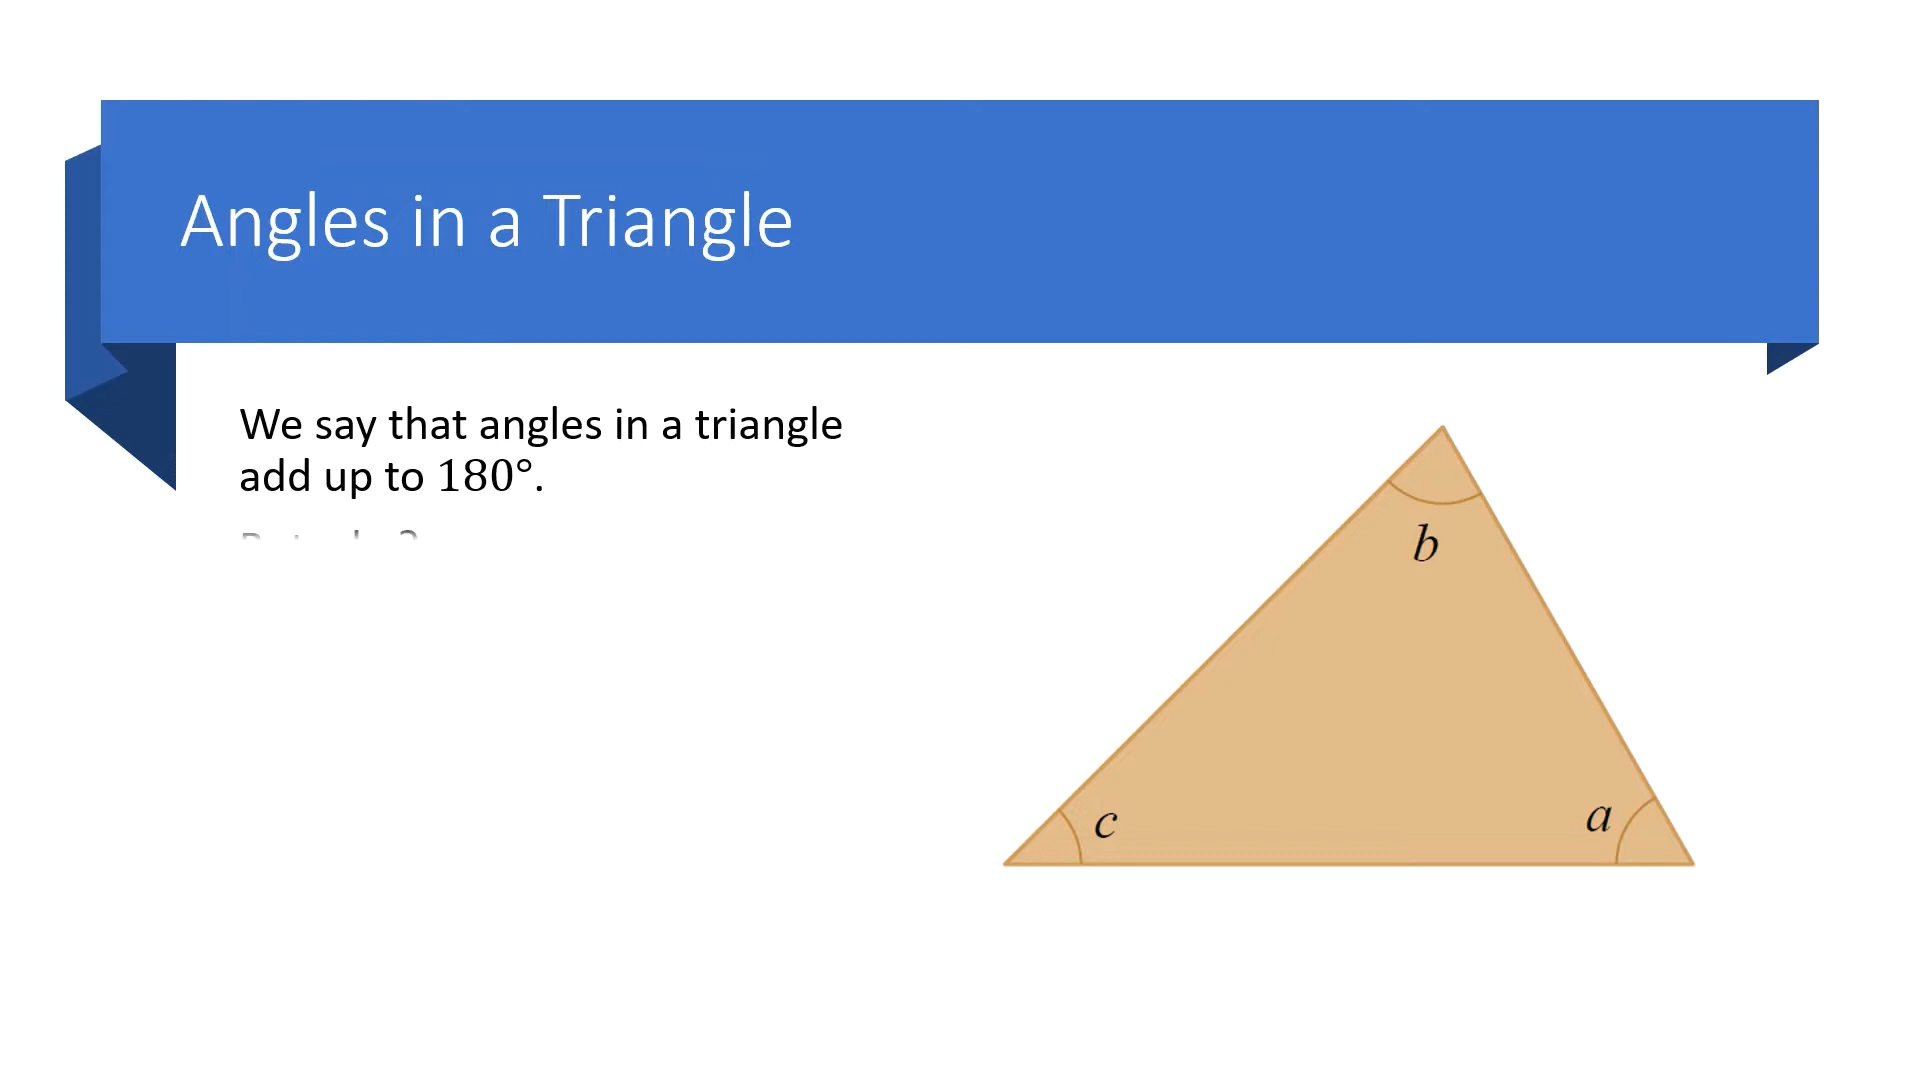 Angles in a Triangle
We say that angles in a triangle
add up to 180°.
b
c
a